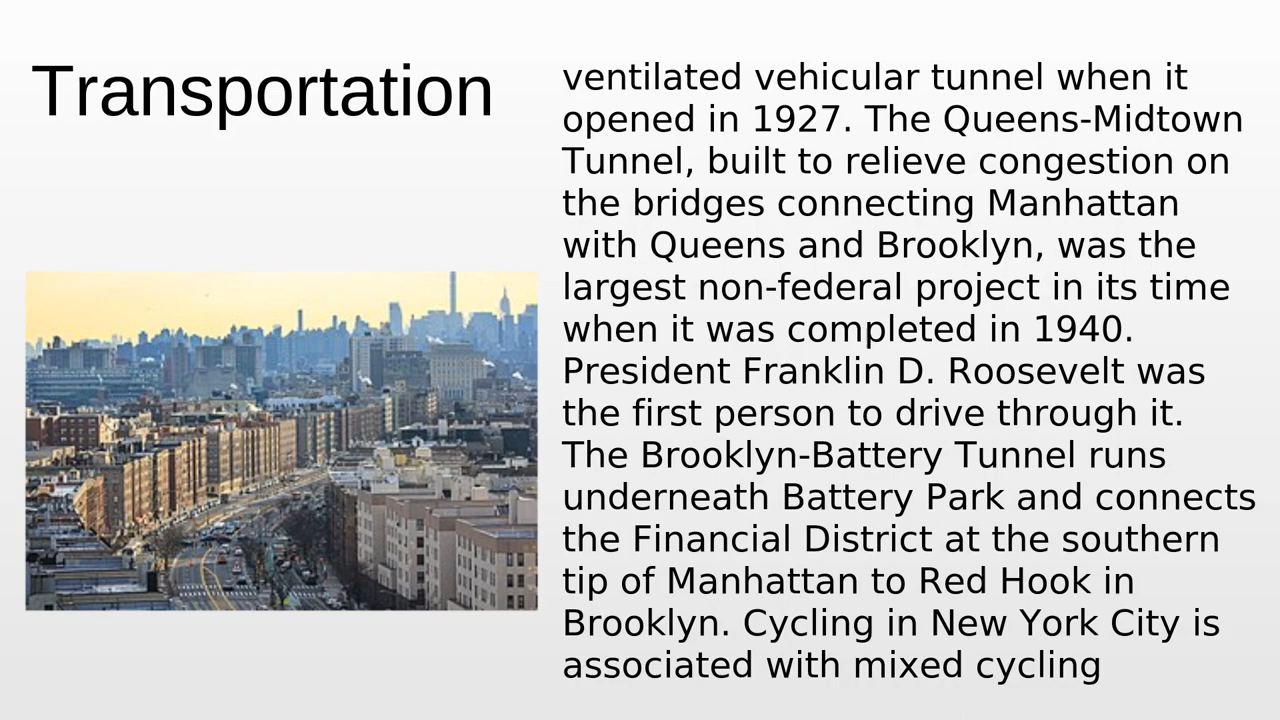 Transportation
ventilated vehicular tunnel when it
opened in 1927. The Queens-Midtown
Tunnel, built to relieve congestion on
the bridges connecting Manhattan
with Queens and Brooklyn, was the
largest non-federal project in its time
when it was completed in 1940.
President Franklin D. Roosevelt was
the first person to drive through it.
The Brooklyn-Battery Tunnel runs
underneath Battery Park and connects
the Financial District at the southern
tip of Manhattan to Red Hook in
Brooklyn. Cycling in New York City is
associated with mixed cycling